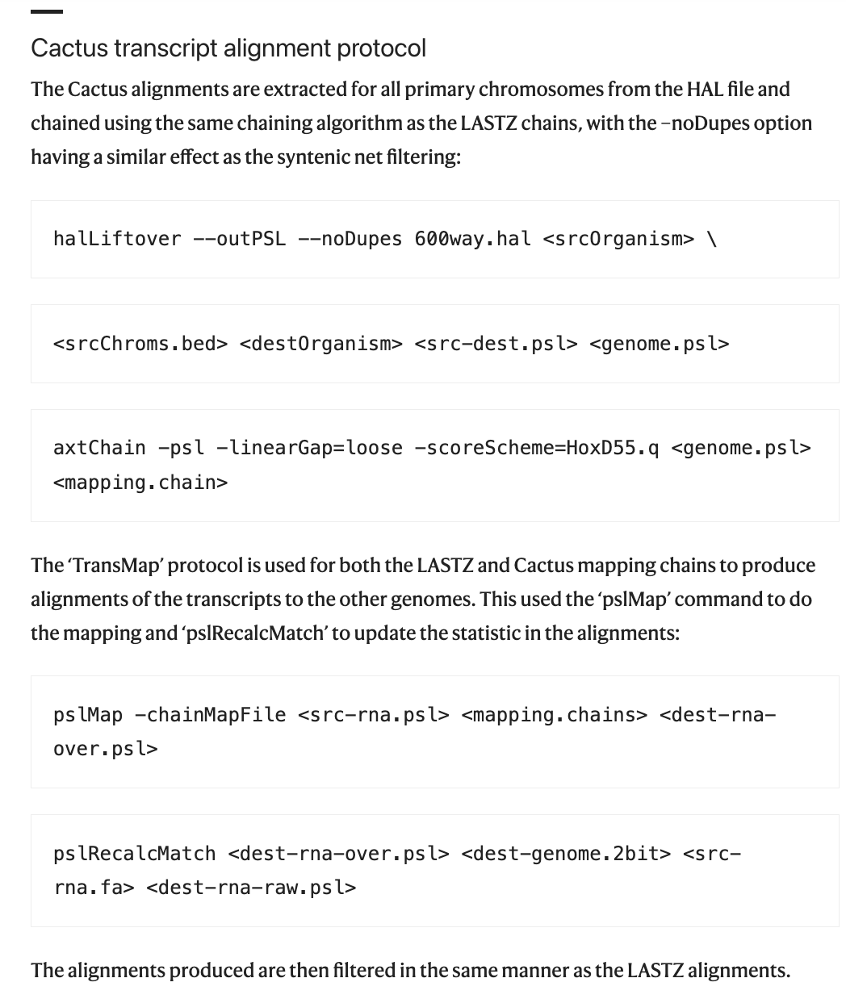 Cactus transcript alignment protocol
The Cactus alignments are extracted for all primary chromosomes from the HAL file and
chained using the same chaining algorithm as the LASTZ chains, with the –noDupes option
having a similar effect as the syntenic net filtering:
halLiftover --outPSL --noDupes 600way.hal <srcOrganism> \
<srcChroms.bed> <destOrganism> <src-dest.psl> <genome.psl>
axtChain -psl -linearGap=loose -scoreScheme=HoxD55.q <genome.psl>
<mapping.chain>
The ‘TransMap’ protocol is used for both the LASTZ and Cactus mapping chains to produce
alignments of the transcripts to the other genomes. This used the ‘pslMap’ command to do
the mapping and ‘pslRecalcMatch’ to update the statistic in the alignments:
pslMap -chainMapFile <src-rna.psl> <mapping.chains> <dest-rna-
over.psl>
pslRecalcMatch <dest-rna-over.psl> <dest-genome.2bit> <src-
rna.fa> <dest-rna-raw.psl>
The alignments produced are then filtered in the same manner as the LASTZ alignments.